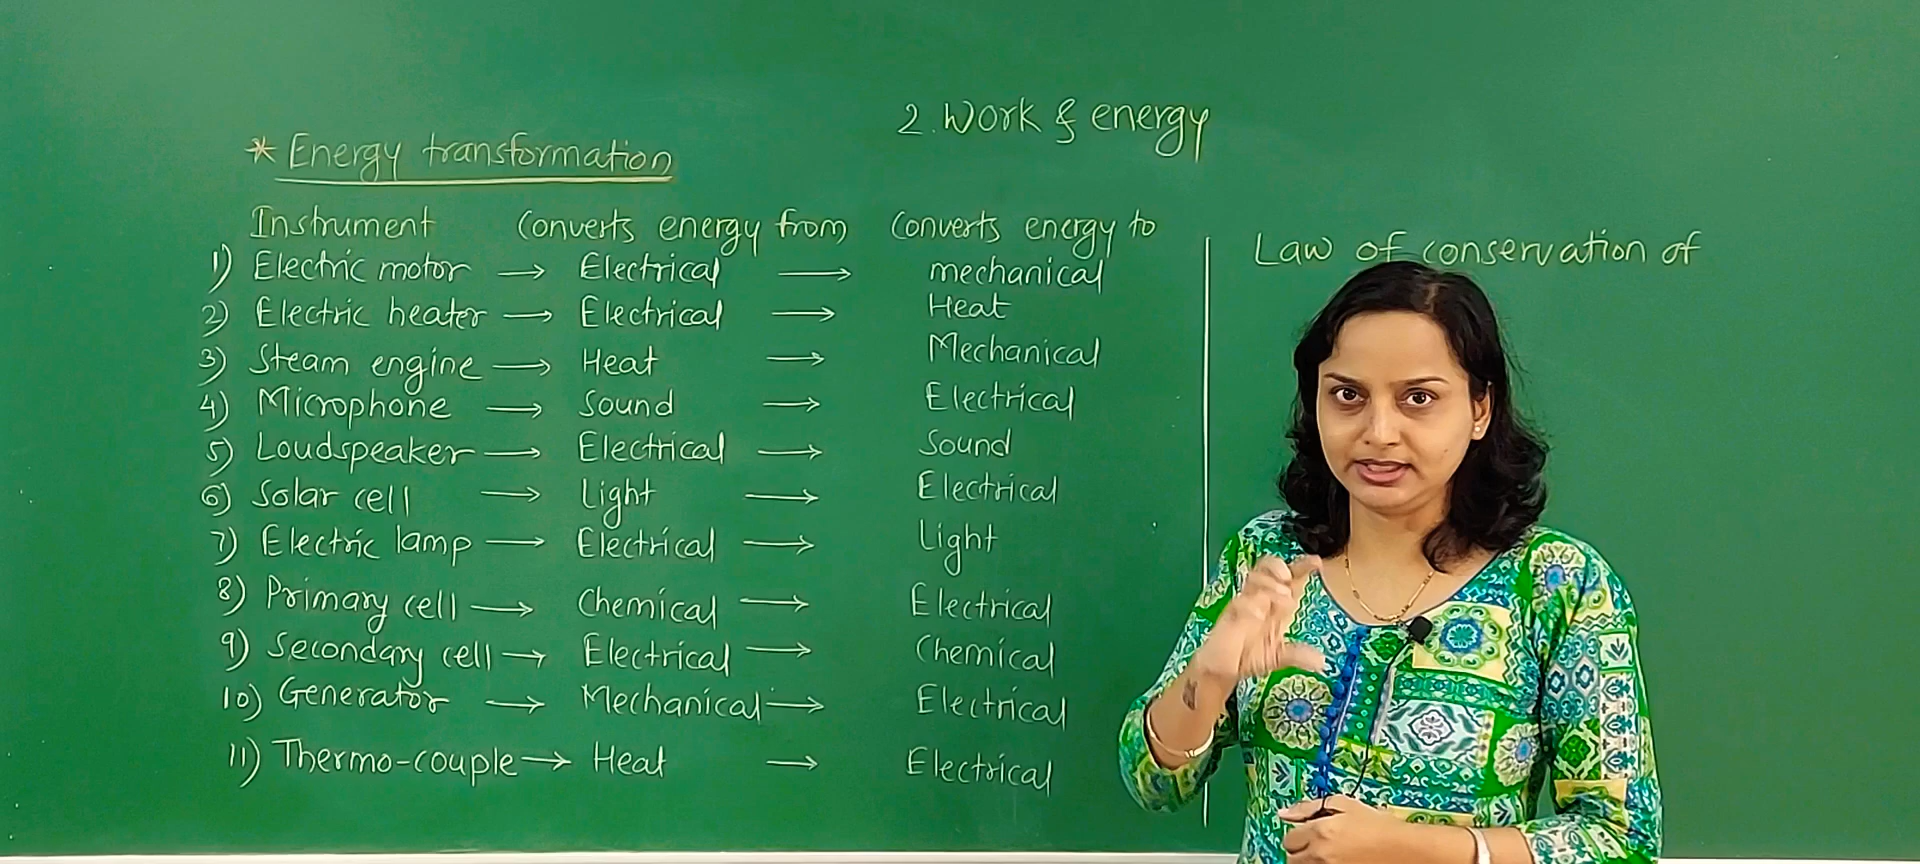 2. Work & energy
* Energy transformation
Instrument Converts energy from Converts energy to
1) Electric motor → Electrical → mechanical
2) Electric heater → Electrical → Heat
3) Steam engine → Heat → Mechanical
4) Microphone → Sound → Electrical
5) Loudspeaker → Electrical → Sound
6) Solar cell → Light → Electrical
7) Electric lamp → Electrical → Light
8) Primary cell → Chemical → Electrical
9) Secondary cell → Electrical → Chemical
10) Generator → Mechanical → Electrical
11) Thermo-couple → Heat → Electrical
Law of conservation of